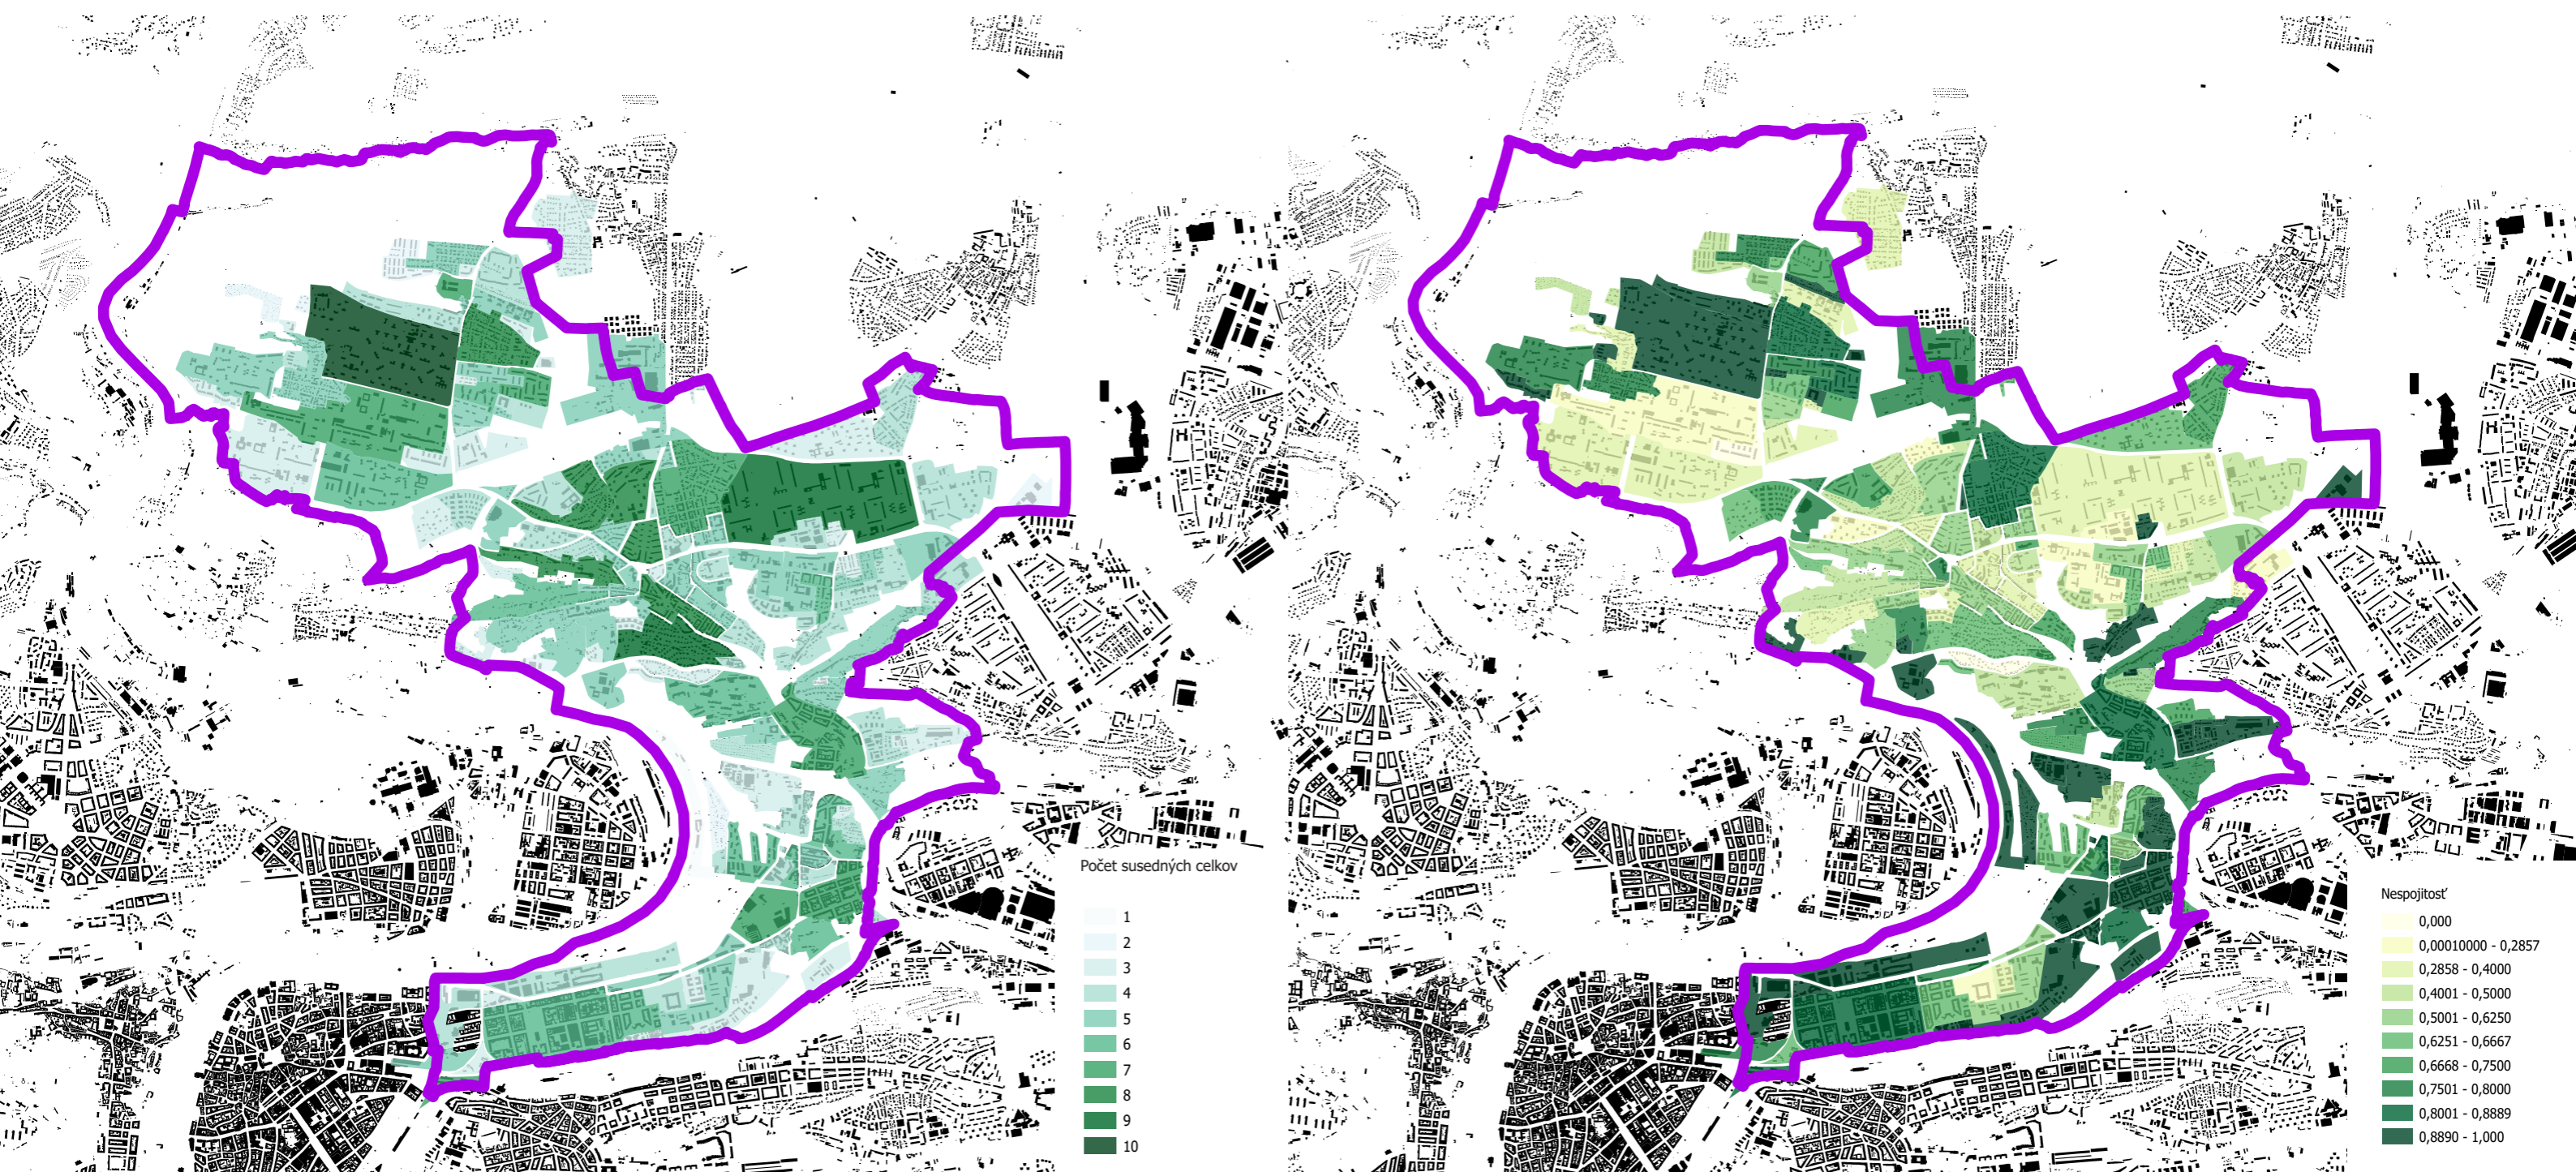 Počet susedných celkov
1
2
3
4
5
6
7
8
9
10
Nespojitosť
0,000
0,00010000 - 0,2857
0,2858 - 0,4000
0,4001 - 0,5000
0,5001 - 0,6250
0,6251 - 0,6667
0,6668 - 0,7500
0,7501 - 0,8000
0,8001 - 0,8889
0,8890 - 1,000